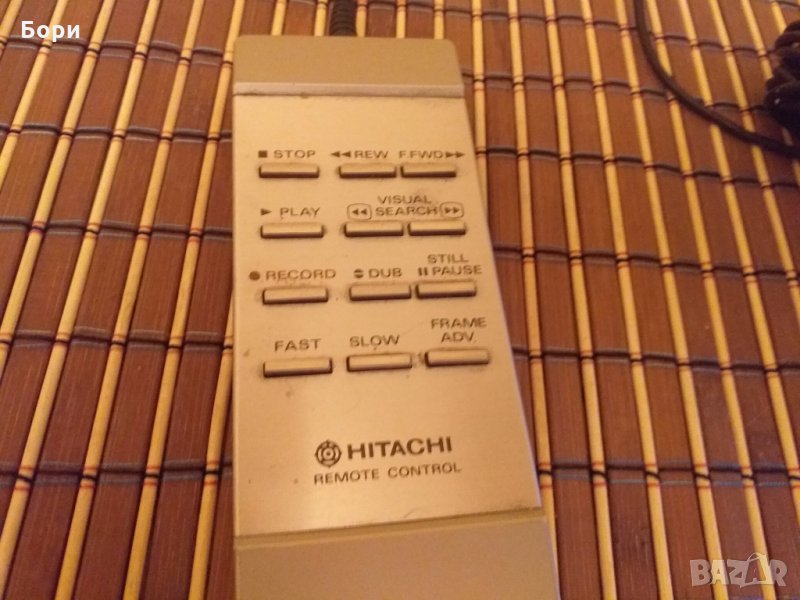 Бори
■ STOP ◄◄ REW F.FWD ►►
► PLAY ◄◄ VISUAL SEARCH ►►
● RECORD DUB STILL II PAUSE
FAST SLOW FRAME ADV.
HITACHI
REMOTE CONTROL
BAZAR